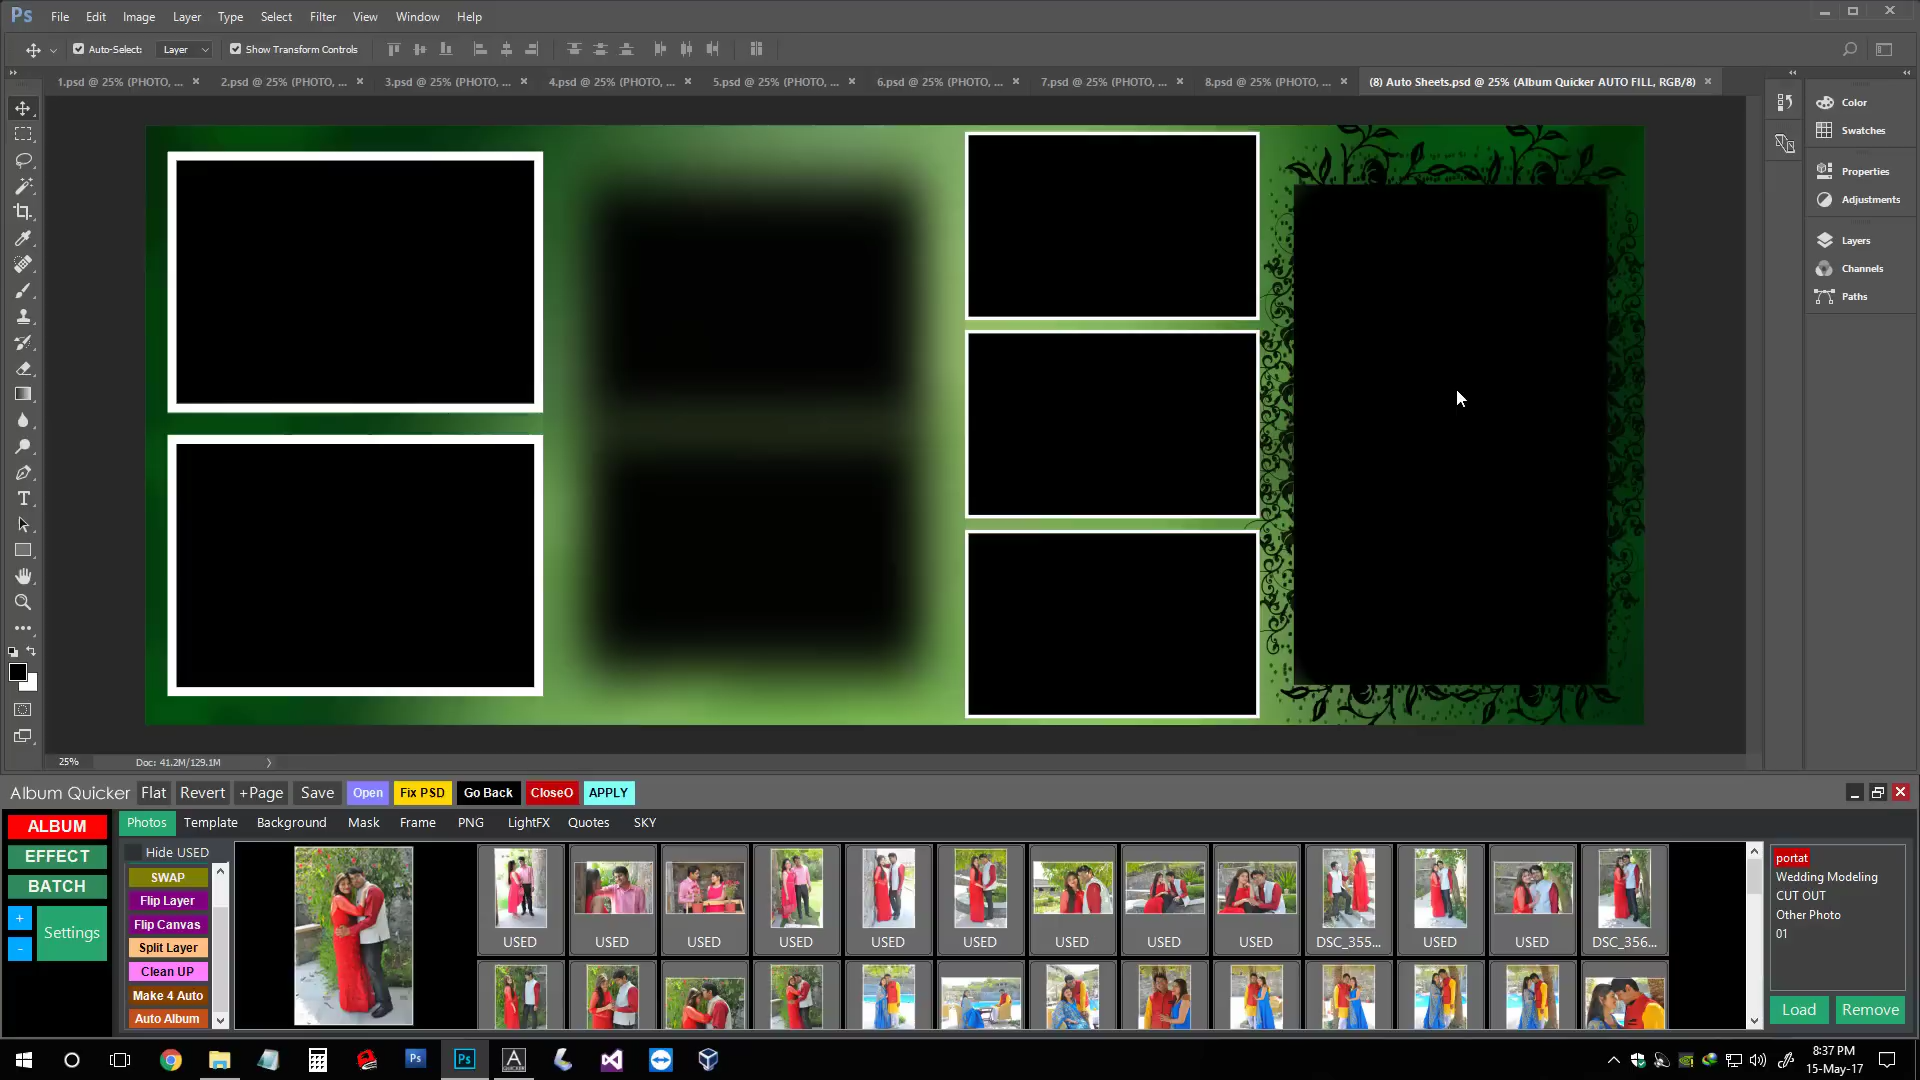 Ps File Edit Image Layer Type Select Filter View Window Help
Auto-Select: Layer Show Transform Controls
1.psd @ 25% (PHOTO, ... 2.psd @ 25% (PHOTO, ... 3.psd @ 25% (PHOTO, ... 4.psd @ 25% (PHOTO, ... 5.psd @ 25% (PHOTO, ... 6.psd @ 25% (PHOTO, ... 7.psd @ 25% (PHOTO, ... 8.psd @ 25% (PHOTO, ... (8) Auto Sheets.psd @ 25% (Album Quicker AUTO FILL, RGB/8)
Color
Swatches
Properties
Adjustments
Layers
Channels
Paths
25% Doc: 41.2M/129.1M
Album Quicker Flat Revert +Page Save Open Fix PSD Go Back CloseO APPLY
ALBUM
EFFECT
BATCH
+
-
Settings
Photos Template Background Mask Frame PNG LightFX Quotes SKY
Hide USED
SWAP
Flip Layer
Flip Canvas
Split Layer
Clean UP
Make 4 Auto
Auto Album
USED USED USED USED USED USED USED USED USED DSC_355... USED USED DSC_356...
portat
Wedding Modeling
CUT OUT
Other Photo
01
Load Remove
Ps Ps A
8:37 PM
15-May-17